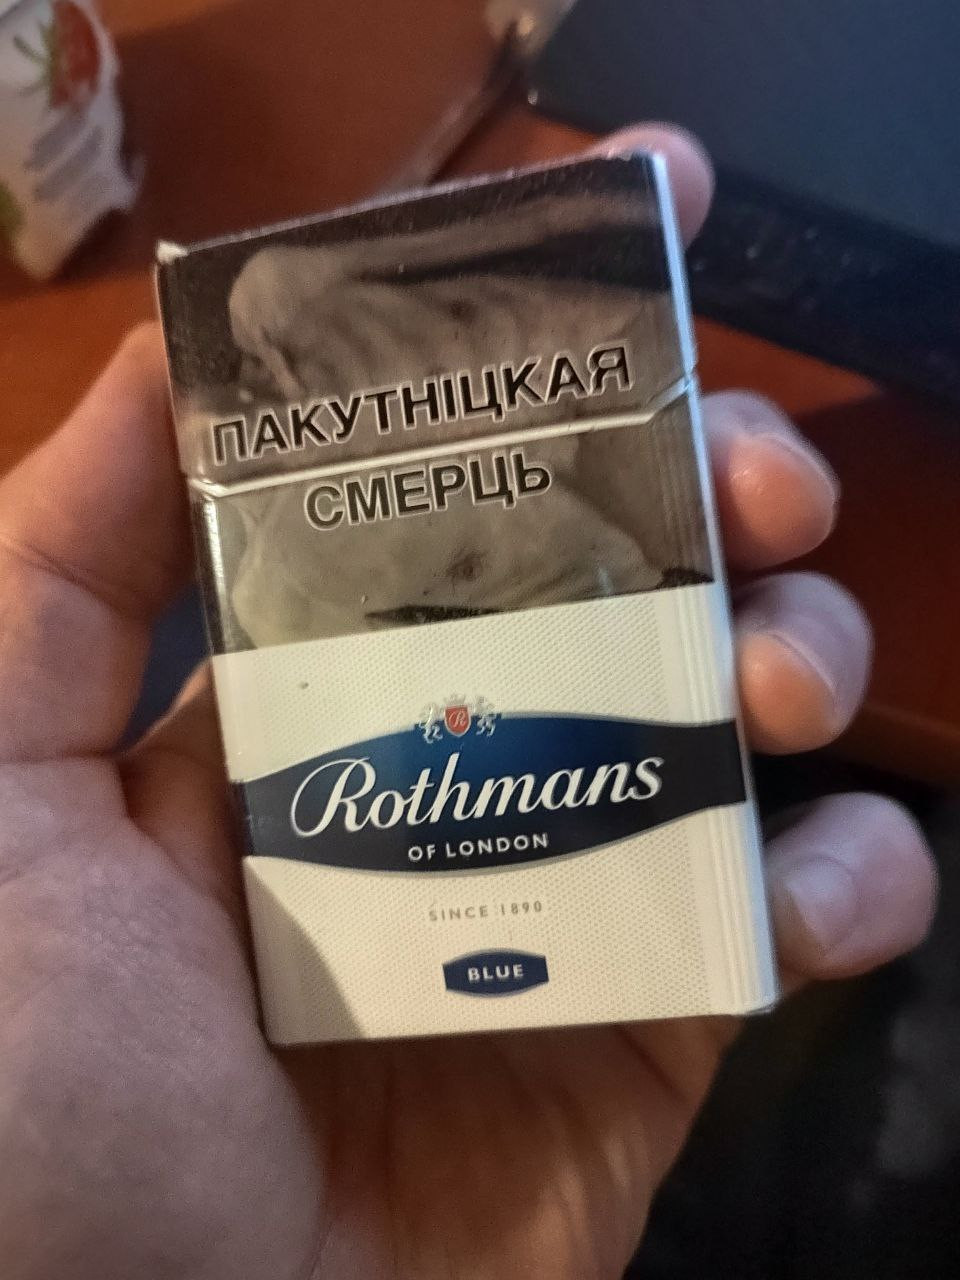 ПАКУТНІЦКАЯ
СМЕРЦЬ
R
Rothmans
OF LONDON
SINCE 1890
BLUE